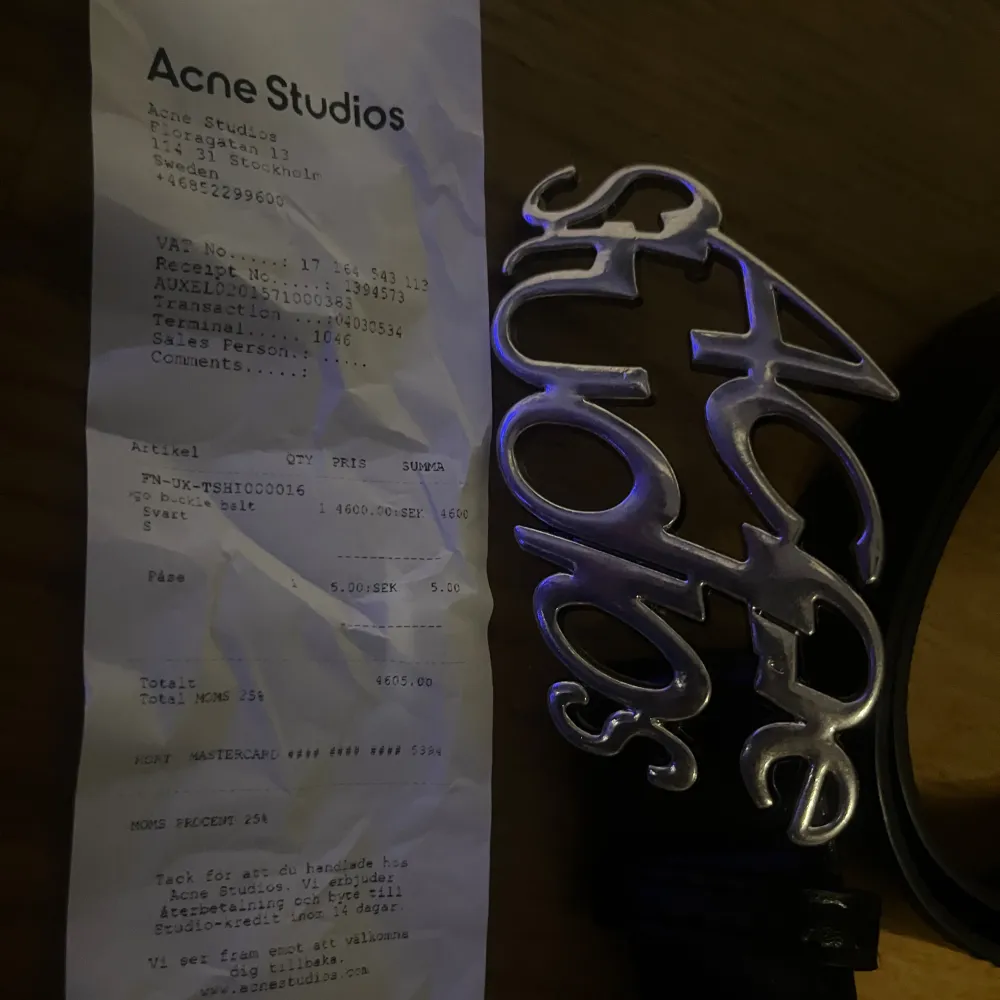 Acne Studios
Acne Studios
Floragatan 13
114 31 Stockholm
Sweden
+46852299600
VAT No.....: 17 164 543 113
Receipt No.....: 1394573
AUXEL0201571000383
Transaction ...:04030534
Terminal.... 1046
Sales Person.: .....
Comments.....:
Artikel QTY PRIS SUMMA
FN-UX-TSHI000016
buckle balt 1 4600.00:SEK 4600
Svart
S
Påse 1 5.00:SEK 5.00
Totalt 4605.00
Total MOMS 25%
MASTERCARD #### #### #### 5394
MOMS PROCENT 25%
Tack för att du handlade hos
Acne Studios. Vi erbjuder
återbetalning och byte till
Studio-kredit inom 14 dagar.
Vi ser fram emot att välkomna
dig tillbaka.
www.acnestudios.com
Acne
Studios